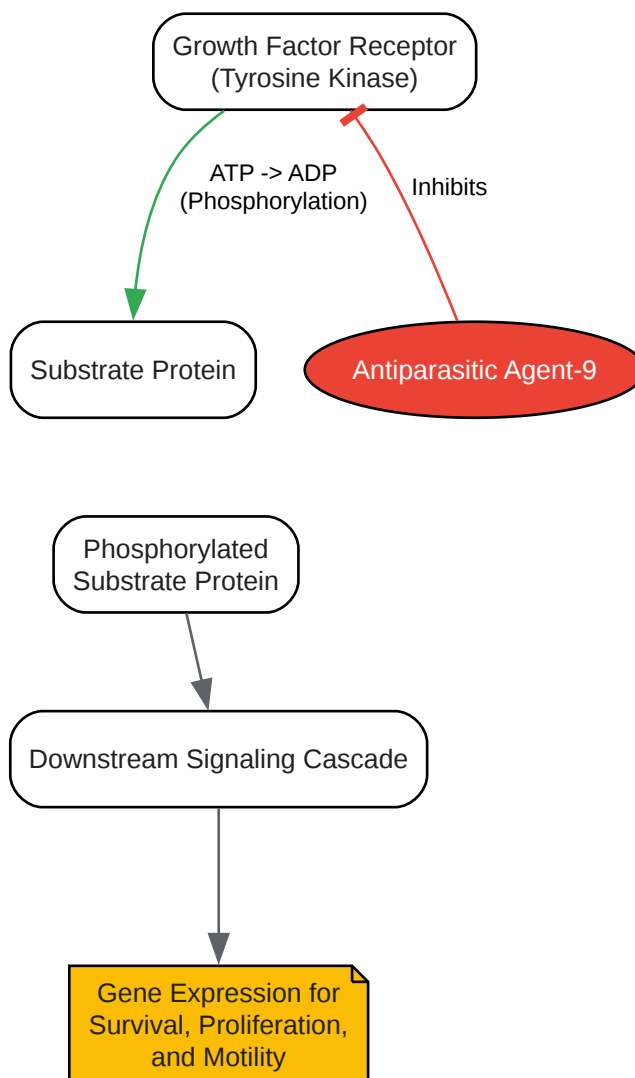 Growth Factor Receptor
(Tyrosine Kinase)
ATP -> ADP
(Phosphorylation)
Inhibits
Substrate Protein
Antiparasitic Agent-9
Phosphorylated
Substrate Protein
Downstream Signaling Cascade
Gene Expression for
Survival, Proliferation,
and Motility